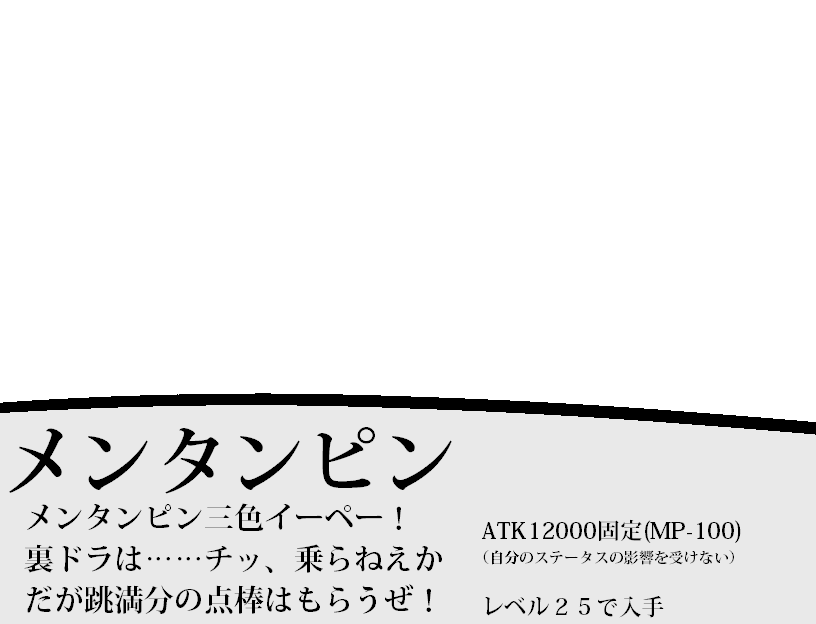 メンタンピン
メンタンピン三色イーペー！
裏ドラは……チッ、乗らねえか
だが跳満分の点棒はもらうぜ！
ATK12000固定(MP-100)
（自分のステータスの影響を受けない）
レベル２５で入手